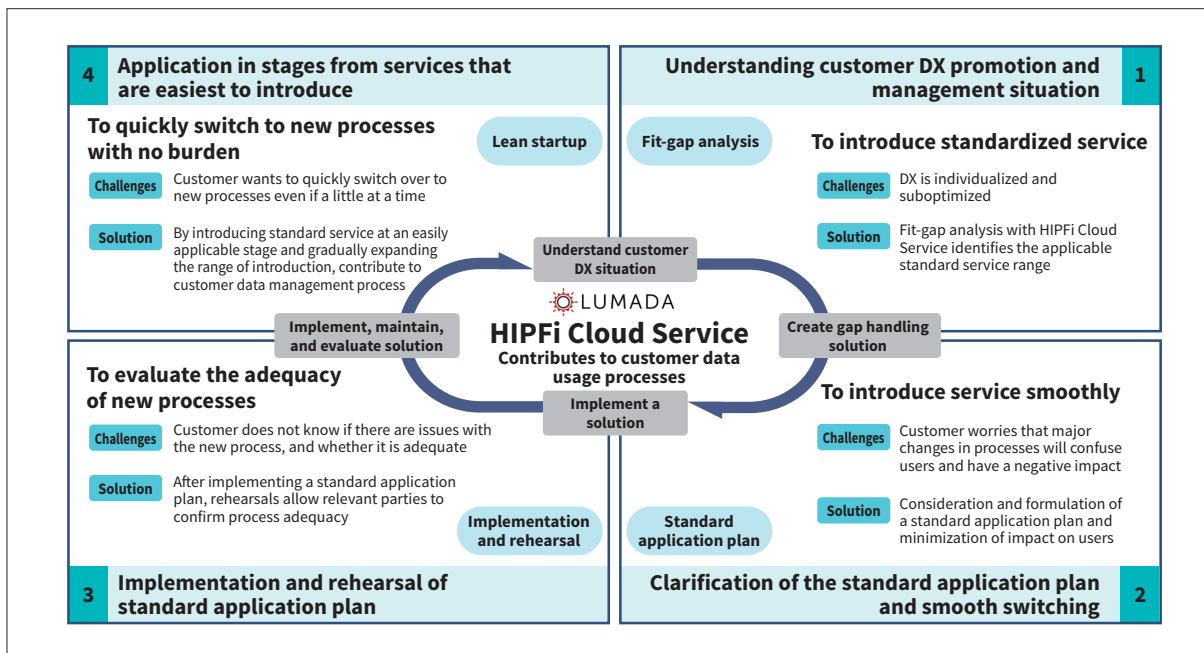 4
Application in stages from services that
are easiest to introduce
To quickly switch to new processes
with no burden
Lean startup
Challenges
Customer wants to quickly switch over to
new processes even if a little at a time
Solution
By introducing standard service at an easily
applicable stage and gradually expanding
the range of introduction, contribute to
customer data management process
Understanding customer DX promotion and
management situation
1
Fit-gap analysis
To introduce standardized service
Challenges
DX is individualized and
suboptimized
Solution
Fit-gap analysis with HIPFi Cloud
Service identifies the applicable
standard service range
Understand customer
DX situation
LUMADA
HIPFi Cloud Service
Contributes to customer data
usage processes
Implement, maintain,
and evaluate solution
Create gap handling
solution
Implement a
solution
To evaluate the adequacy
of new processes
Challenges
Customer does not know if there are issues with
the new process, and whether it is adequate
Solution
After implementing a standard application
plan, rehearsals allow relevant parties to
confirm process adequacy
Implementation
and rehearsal
3
Implementation and rehearsal of
standard application plan
To introduce service smoothly
Challenges
Customer worries that major
changes in processes will confuse
users and have a negative impact
Solution
Consideration and formulation of
a standard application plan and
minimization of impact on users
Standard
application plan
Clarification of the standard application plan
and smooth switching
2